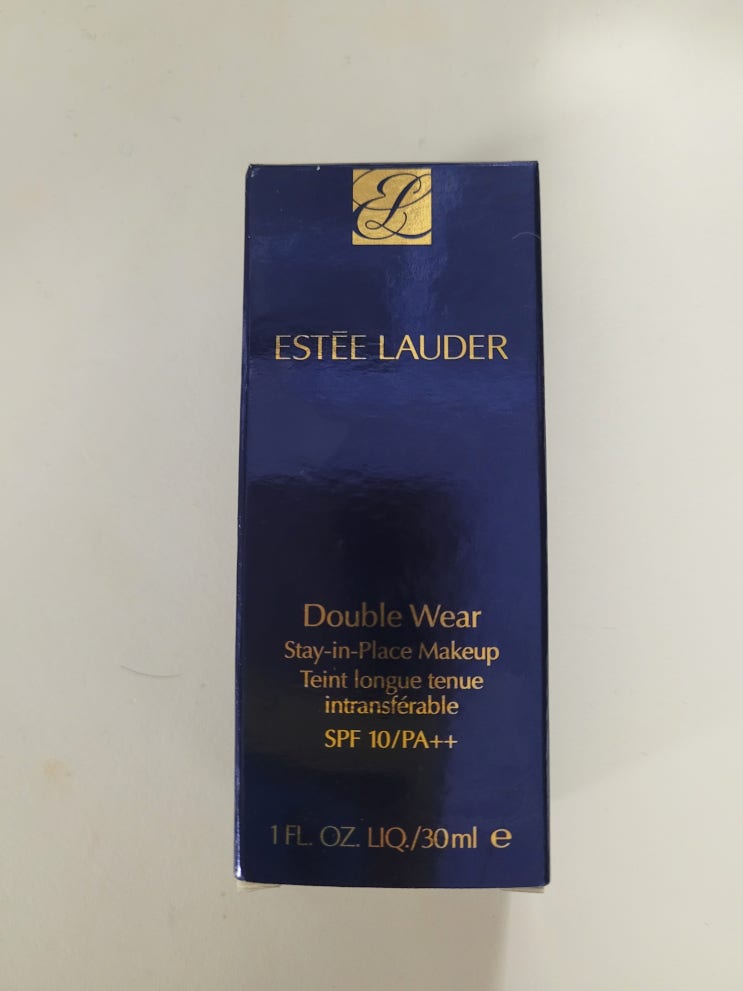 EL
ESTĒE LAUDER
Double Wear
Stay-in-Place Makeup
Teint longue tenue
intransférable
SPF 10/PA++
1 FL. OZ. LIQ./30ml e